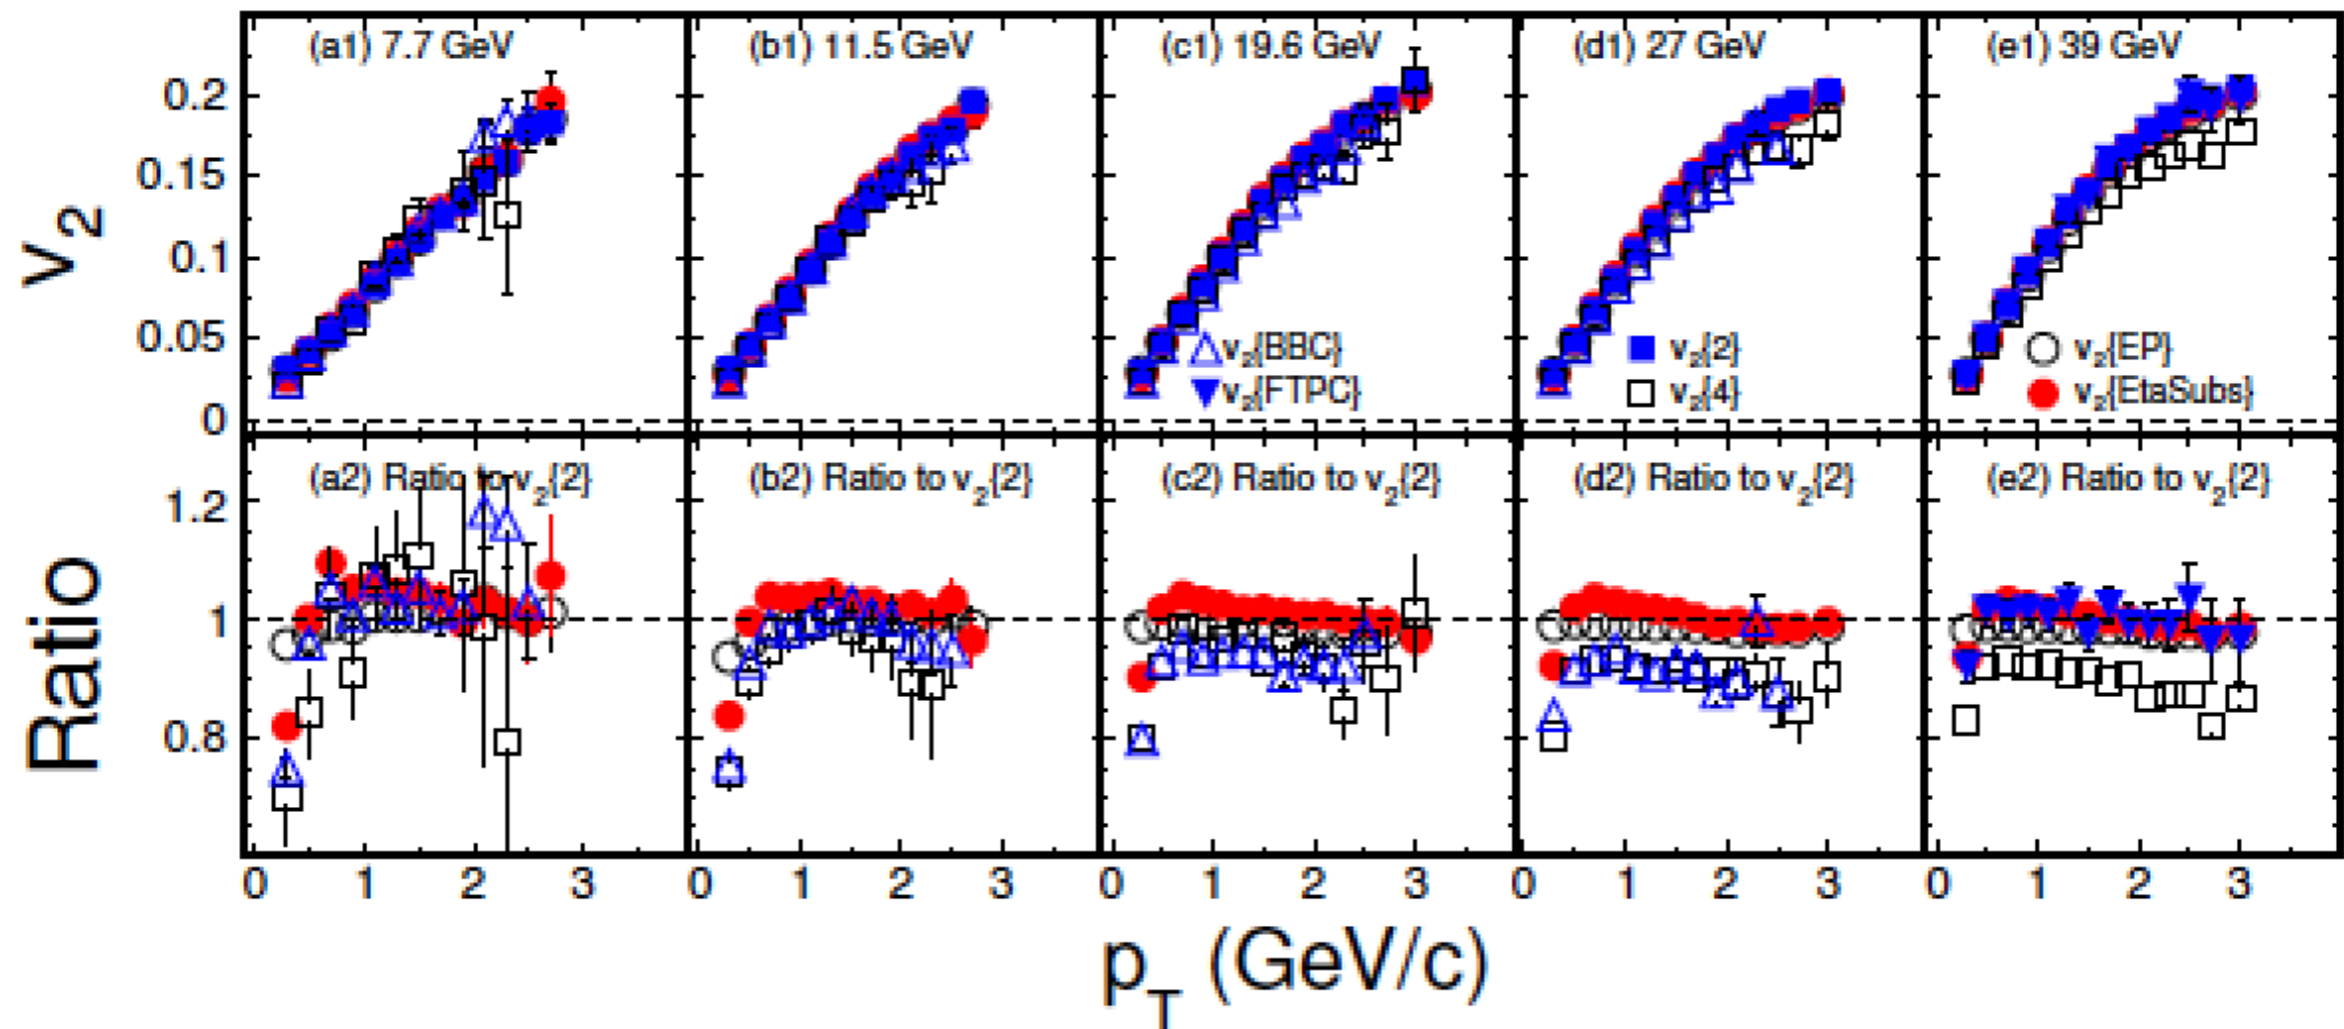 (a1) 7.7 GeV
(b1) 11.5 GeV
(c1) 19.6 GeV
(d1) 27 GeV
(e1) 39 GeV
v2
0.2
0.15
0.1
0.05
0
v2{BBC}
v2{FTPC}
v2{2}
v2{4}
v2{EP}
v2{EtaSubs}
(a2) Ratio to v2{2}
(b2) Ratio to v2{2}
(c2) Ratio to v2{2}
(d2) Ratio to v2{2}
(e2) Ratio to v2{2}
Ratio
1.2
1
0.8
0 1 2 3
0 1 2 3
0 1 2 3
0 1 2 3
0 1 2 3
pT (GeV/c)